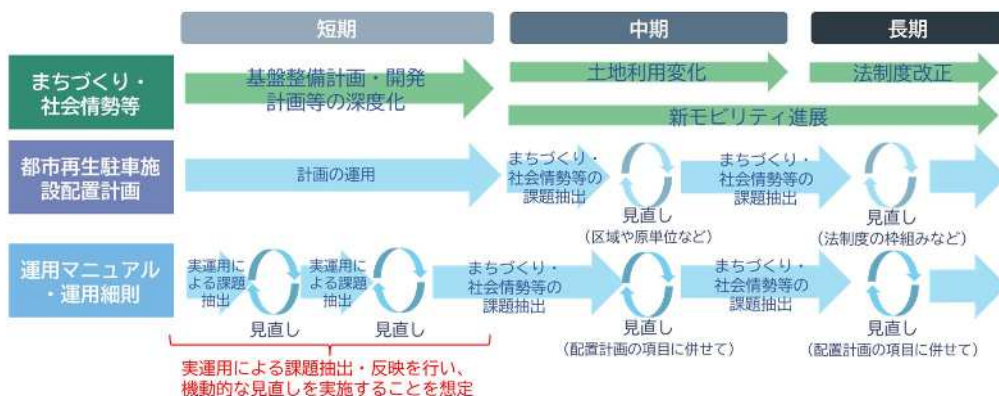 短期
中期
長期
まちづくり・
社会情勢等
基盤整備計画・開発
計画等の深度化
土地利用変化
法制度改正
新モビリティ進展
都市再生駐車施
設配置計画
計画の運用
まちづくり・
社会情勢等の
課題抽出
見直し
（区域や原単位など）
まちづくり・
社会情勢等の
課題抽出
見直し
（法制度の枠組みなど）
運用マニュアル
・運用細則
実運用に
よる課題
抽出
見直し
実運用に
よる課題
抽出
見直し
まちづくり・
社会情勢等の
課題抽出
見直し
（配置計画の項目に併せて）
まちづくり・
社会情勢等の
課題抽出
見直し
（配置計画の項目に併せて）
実運用による課題抽出・反映を行い、
機動的な見直しを実施することを想定